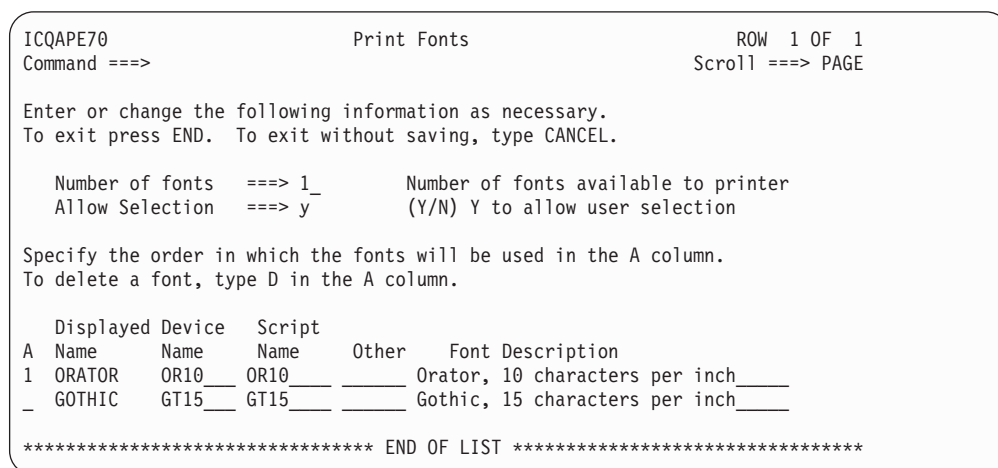 ICQAPE70 Print Fonts ROW 1 OF 1
Command ===> Scroll ===> PAGE
Enter or change the following information as necessary.
To exit press END. To exit without saving, type CANCEL.
Number of fonts ===> 1_ Number of fonts available to printer
Allow Selection ===> y (Y/N) Y to allow user selection
Specify the order in which the fonts will be used in the A column.
To delete a font, type D in the A column.
Displayed Device Script
A Name Name Name Other Font Description
1 ORATOR OR10___ OR10____ ______ Orator, 10 characters per inch_____
_ GOTHIC GT15___ GT15____ ______ Gothic, 15 characters per inch_____
********************************* END OF LIST *********************************